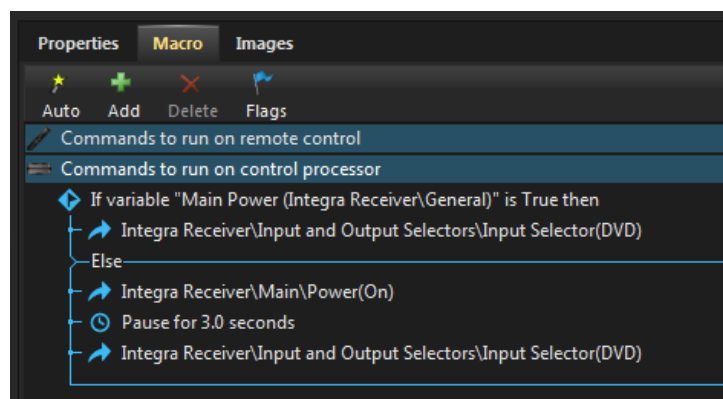 Properties Macro Images
Auto Add Delete Flags
Commands to run on remote control
Commands to run on control processor
If variable "Main Power (Integra Receiver\General)" is True then
Integra Receiver\Input and Output Selectors\Input Selector(DVD)
Else
Integra Receiver\Main\Power(On)
Pause for 3.0 seconds
Integra Receiver\Input and Output Selectors\Input Selector(DVD)